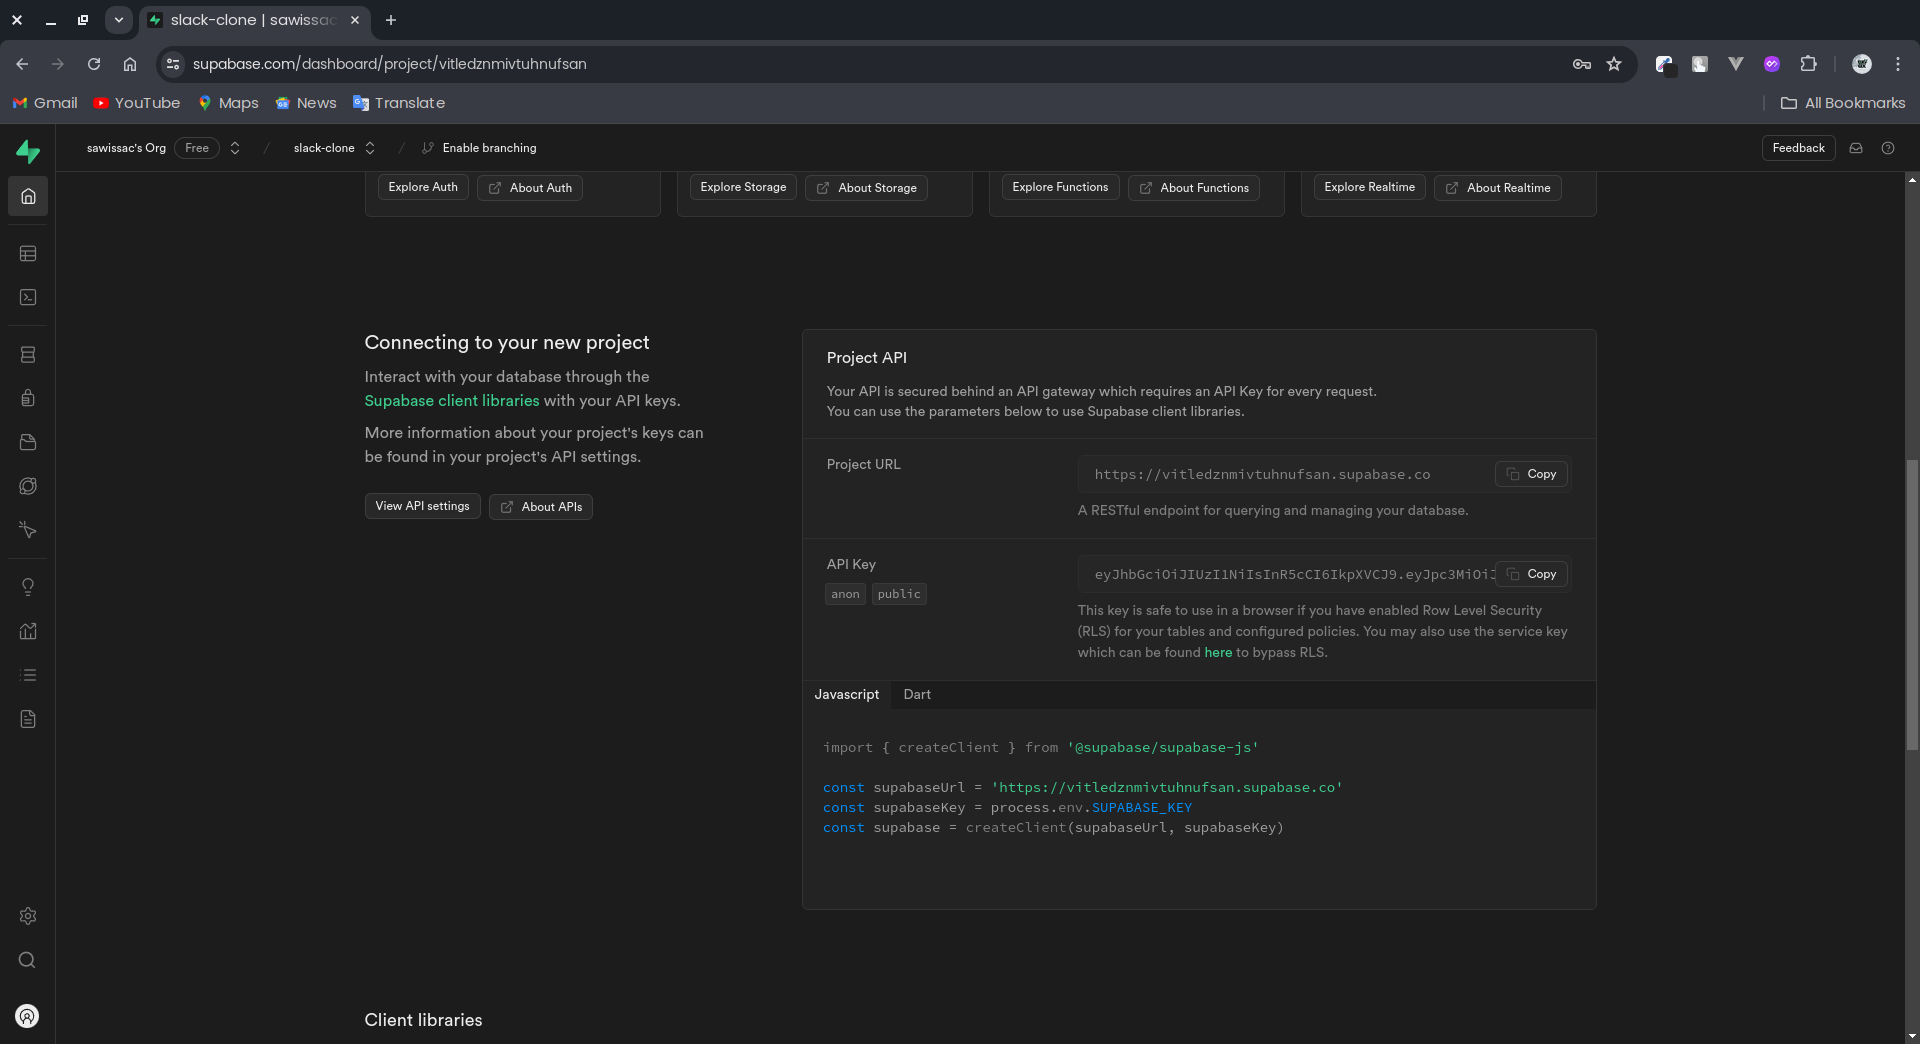 slack-clone | sawissac
supabase.com/dashboard/project/vitledznmivtuhnufsan
Gmail
YouTube
Maps
News
Translate
All Bookmarks
sawissac's Org
Free
slack-clone
Enable branching
Feedback
Explore Auth
About Auth
Explore Storage
About Storage
Explore Functions
About Functions
Explore Realtime
About Realtime
Connecting to your new project
Interact with your database through the
Supabase client libraries with your API keys.
More information about your project's keys can
be found in your project's API settings.
View API settings
About APIs
Project API
Your API is secured behind an API gateway which requires an API Key for every request.
You can use the parameters below to use Supabase client libraries.
Project URL
https://vitledznmivtuhnufsan.supabase.co
Copy
A RESTful endpoint for querying and managing your database.
API Key
anon
public
eyJhbGciOiJIUzI1NiIsInR5cCI6IkpXVCJ9.eyJpc3MiOiJ
Copy
This key is safe to use in a browser if you have enabled Row Level Security
(RLS) for your tables and configured policies. You may also use the service key
which can be found here to bypass RLS.
Javascript
Dart
import { createClient } from '@supabase/supabase-js'
const supabaseUrl = 'https://vitledznmivtuhnufsan.supabase.co'
const supabaseKey = process.env.SUPABASE_KEY
const supabase = createClient(supabaseUrl, supabaseKey)
Client libraries